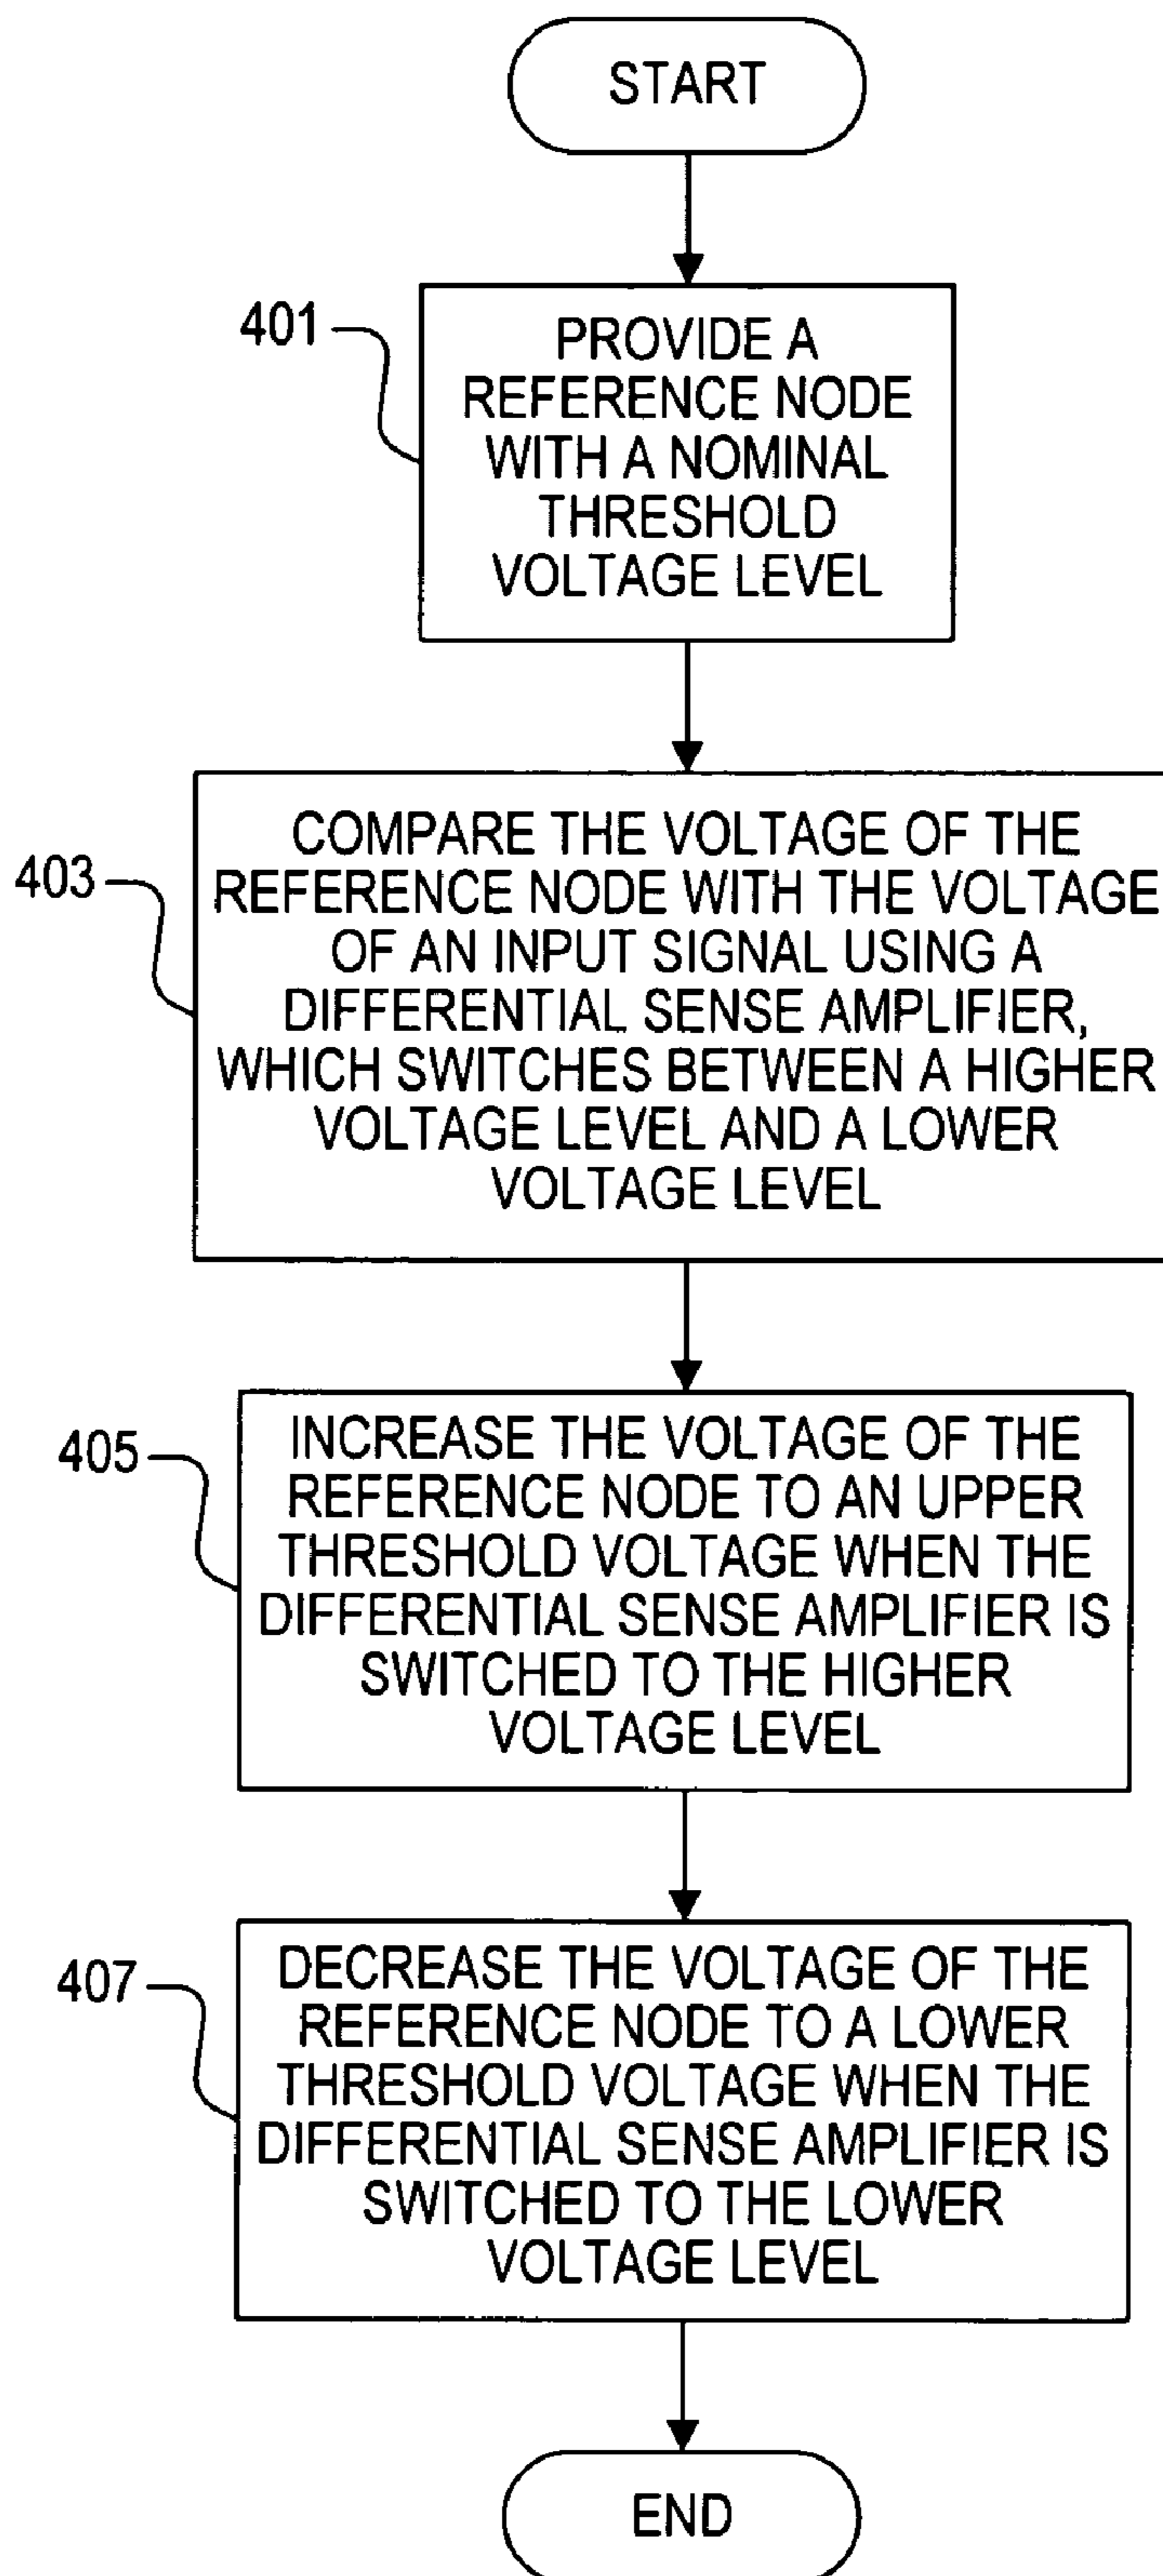 START
401
PROVIDE A
REFERENCE NODE
WITH A NOMINAL
THRESHOLD
VOLTAGE LEVEL
403
COMPARE THE VOLTAGE OF THE
REFERENCE NODE WITH THE VOLTAGE
OF AN INPUT SIGNAL USING A
DIFFERENTIAL SENSE AMPLIFIER,
WHICH SWITCHES BETWEEN A HIGHER
VOLTAGE LEVEL AND A LOWER
VOLTAGE LEVEL
405
INCREASE THE VOLTAGE OF THE
REFERENCE NODE TO AN UPPER
THRESHOLD VOLTAGE WHEN THE
DIFFERENTIAL SENSE AMPLIFIER IS
SWITCHED TO THE HIGHER
VOLTAGE LEVEL
407
DECREASE THE VOLTAGE OF THE
REFERENCE NODE TO A LOWER
THRESHOLD VOLTAGE WHEN THE
DIFFERENTIAL SENSE AMPLIFIER IS
SWITCHED TO THE LOWER
VOLTAGE LEVEL
END